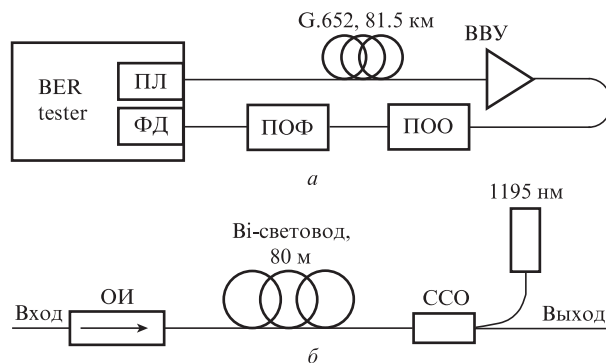 G.652, 81.5 км
ВВУ
BER
tester
ПЛ
ФД
ПОФ
ПОО
а
1195 нм
Bi-световод,
80 м
Вход
ОИ
ССО
Выход
б